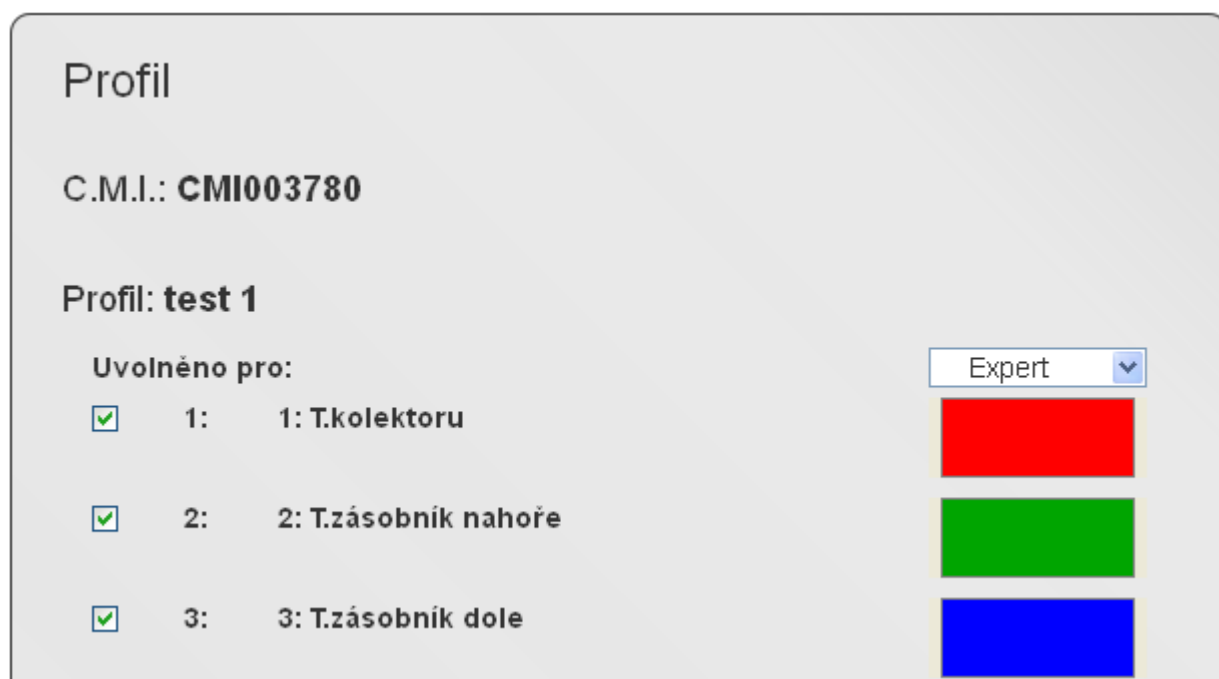 Profil
C.M.I.: CMI003780
Profil: test 1
Uvolněno pro: Expert
1: 1: T.kolektoru
2: 2: T.zásobník nahoře
3: 3: T.zásobník dole